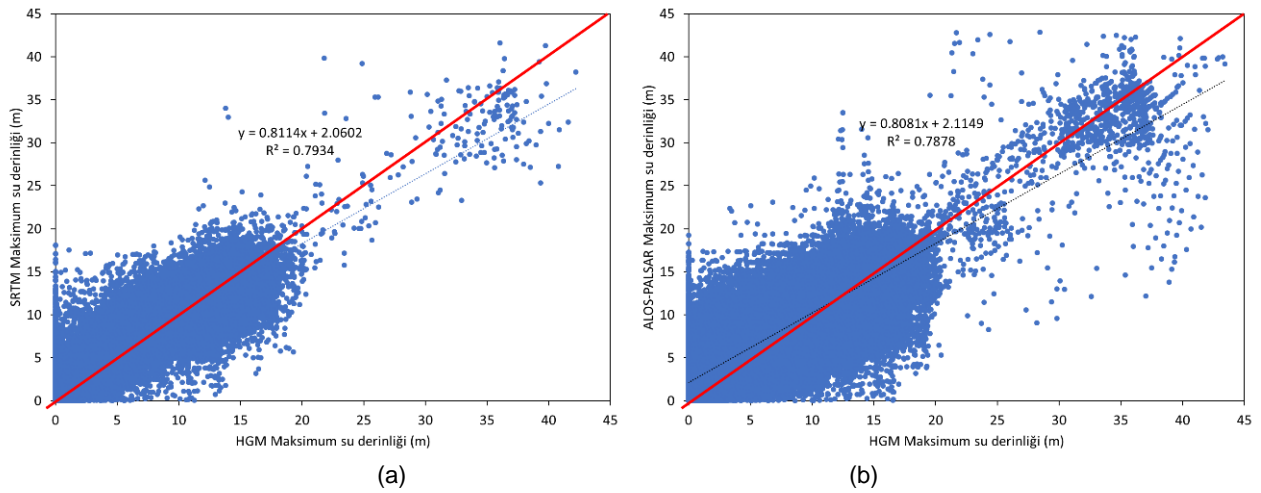 45
40
35
30
25
20
15
10
5
0
SRTM Maksimum su derinliği (m)
y = 0.8114x + 2.0602
R² = 0.7934
0 5 10 15 20 25 30 35 40 45
HGM Maksimum su derinliği (m)
(a)
45
40
35
30
25
20
15
10
5
0
ALOS-PALSAR Maksimum su derinliği (m)
y = 0.8081x + 2.1149
R² = 0.7878
0 5 10 15 20 25 30 35 40 45
HGM Maksimum su derinliği (m)
(b)